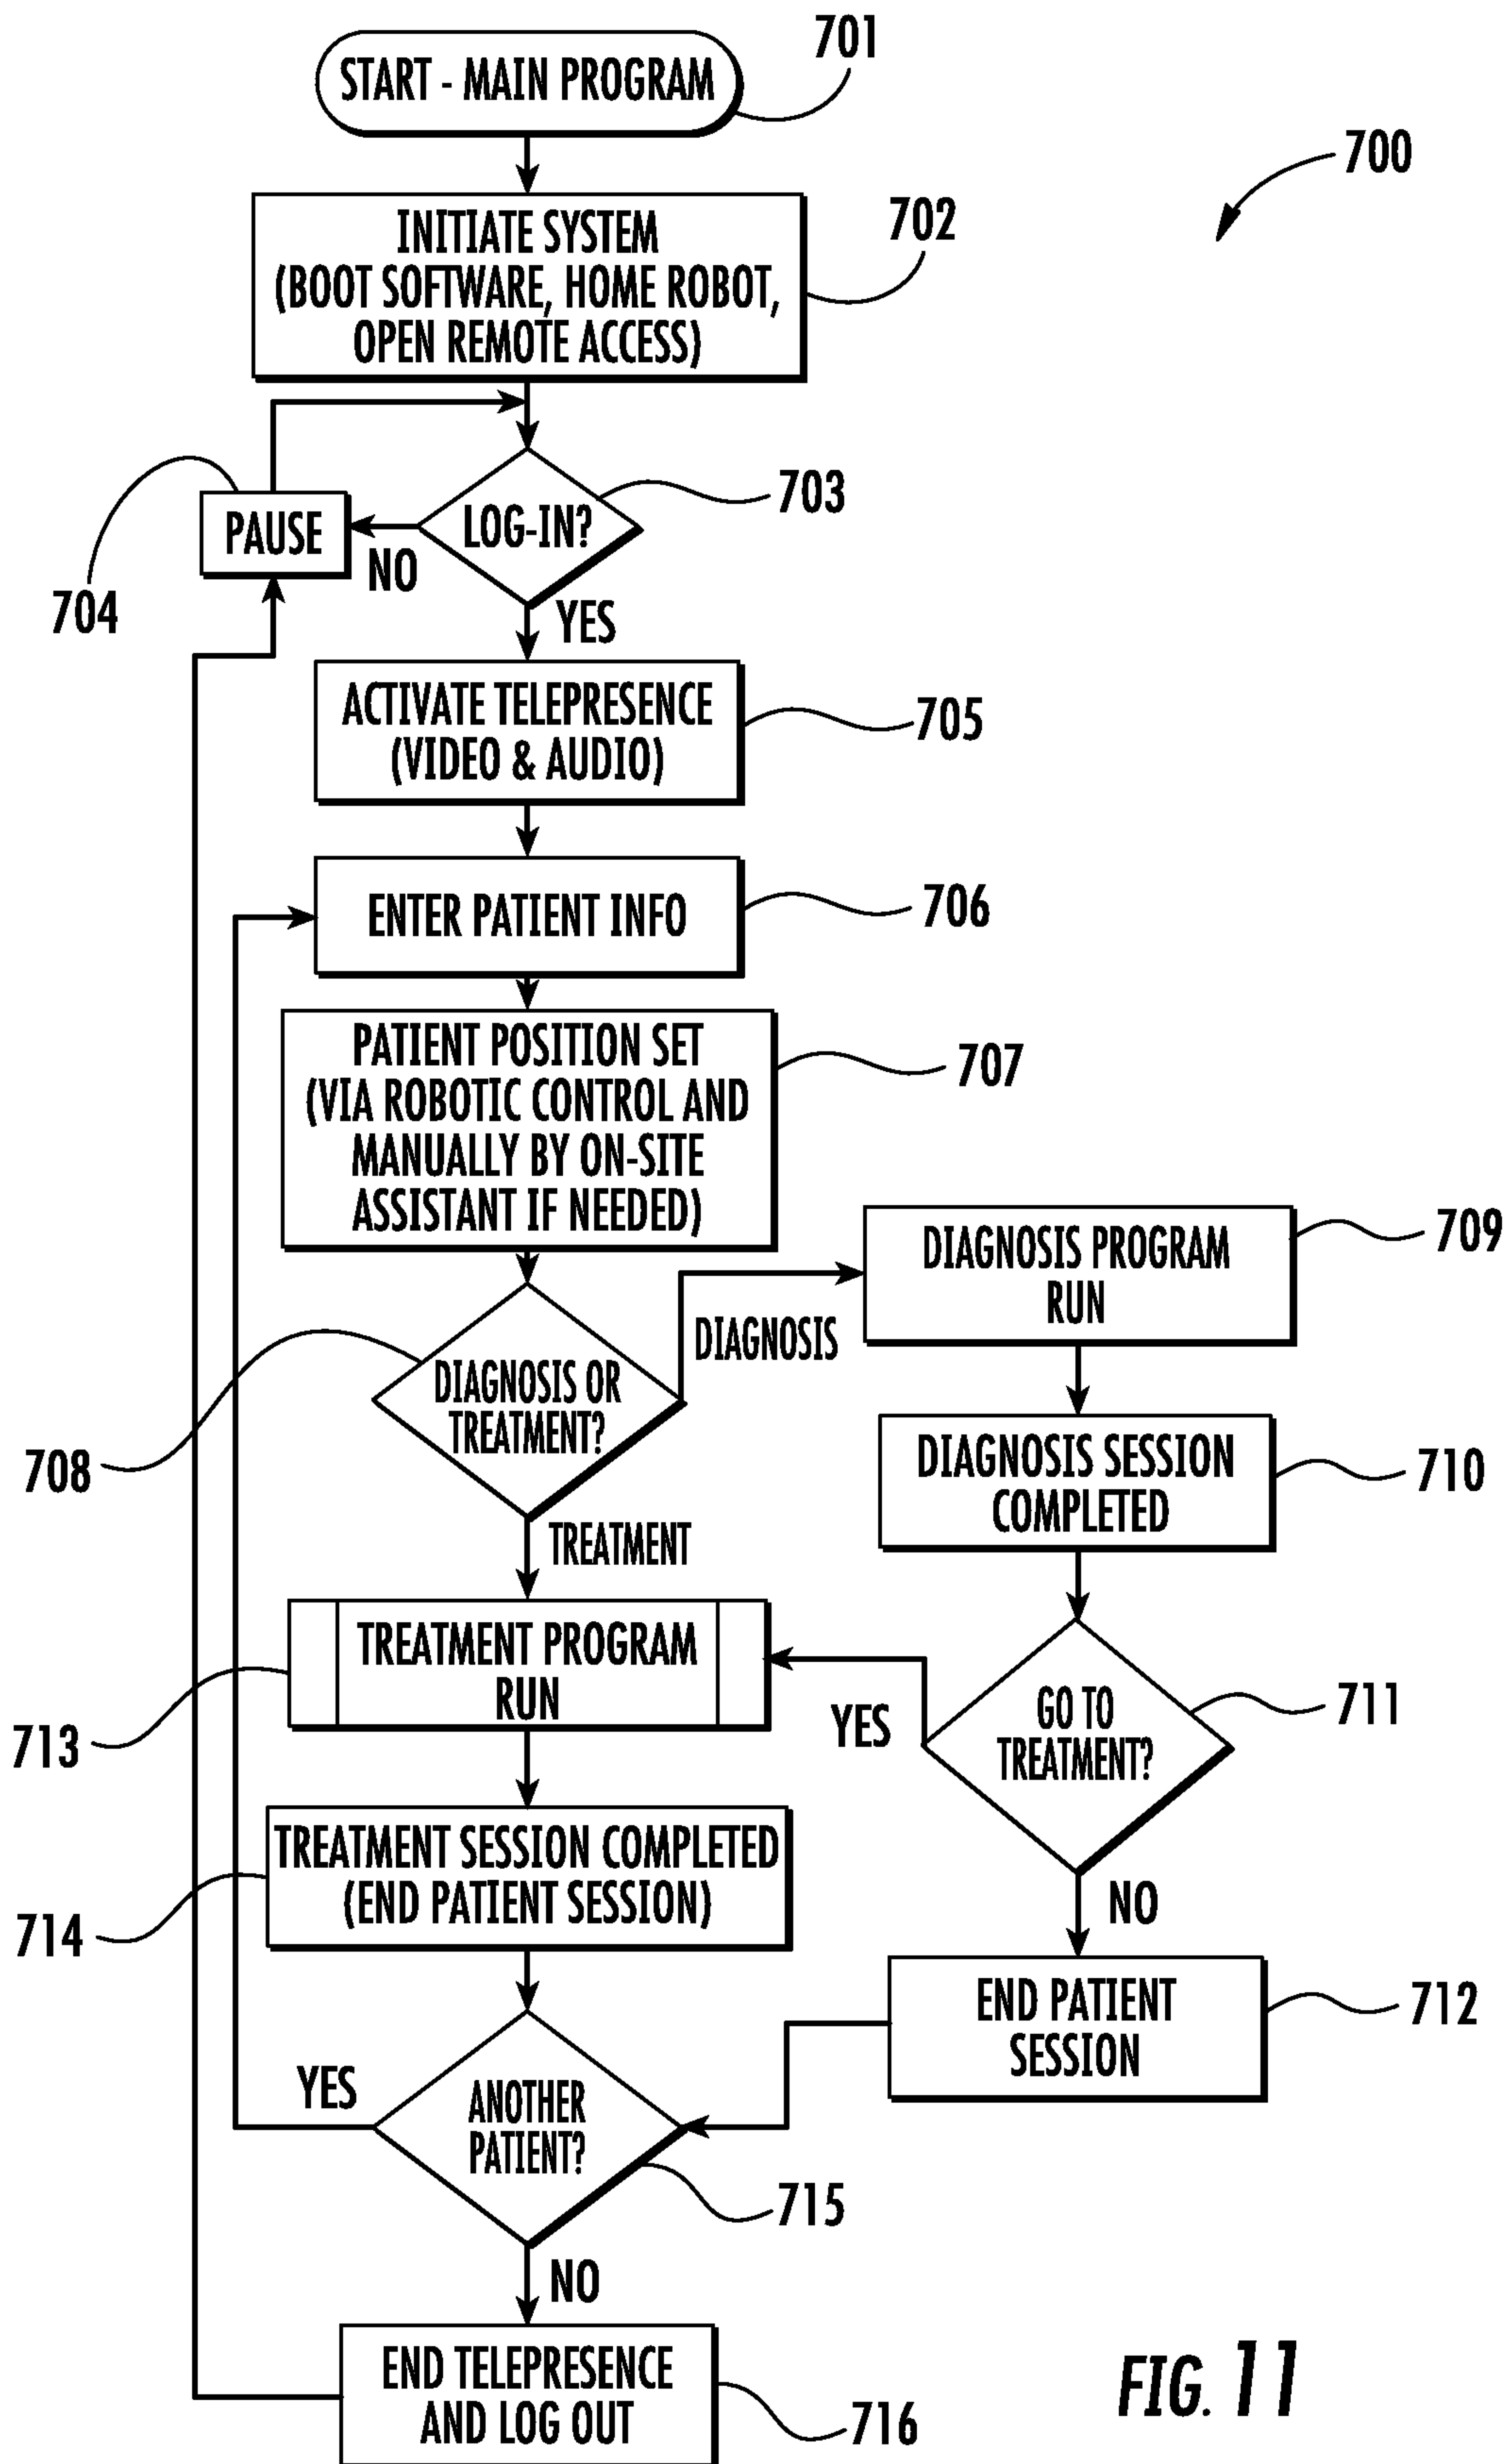 START - MAIN PROGRAM
701
700
INITIATE SYSTEM
(BOOT SOFTWARE, HOME ROBOT,
OPEN REMOTE ACCESS)
702
LOG-IN?
703
PAUSE
NO
704
YES
ACTIVATE TELEPRESENCE
(VIDEO & AUDIO)
705
ENTER PATIENT INFO
706
PATIENT POSITION SET
(VIA ROBOTIC CONTROL AND
MANUALLY BY ON-SITE
ASSISTANT IF NEEDED)
707
DIAGNOSIS OR
TREATMENT?
708
DIAGNOSIS
DIAGNOSIS PROGRAM
RUN
709
DIAGNOSIS SESSION
COMPLETED
710
TREATMENT
TREATMENT PROGRAM
RUN
713
GO TO
TREATMENT?
711
YES
NO
TREATMENT SESSION COMPLETED
(END PATIENT SESSION)
714
END PATIENT
SESSION
712
ANOTHER
PATIENT?
YES
715
NO
END TELEPRESENCE
AND LOG OUT
716
FIG. 11